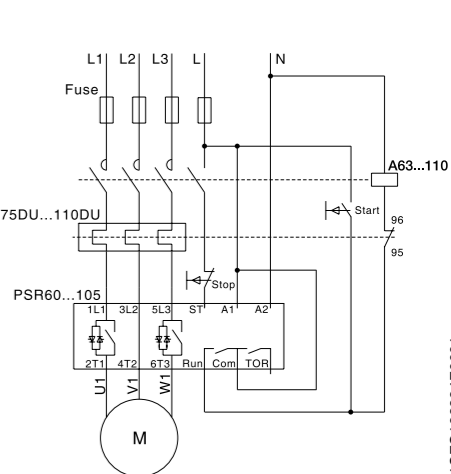 L1 L2 L3 L N
Fuse
A63...110
75DU...110DU
Start
96
95
Stop
PSR60...105
1L1 3L2 5L3 ST A1 A2
2T1 4T2 6T3 Run Com TOR
U1 V1 W1
M